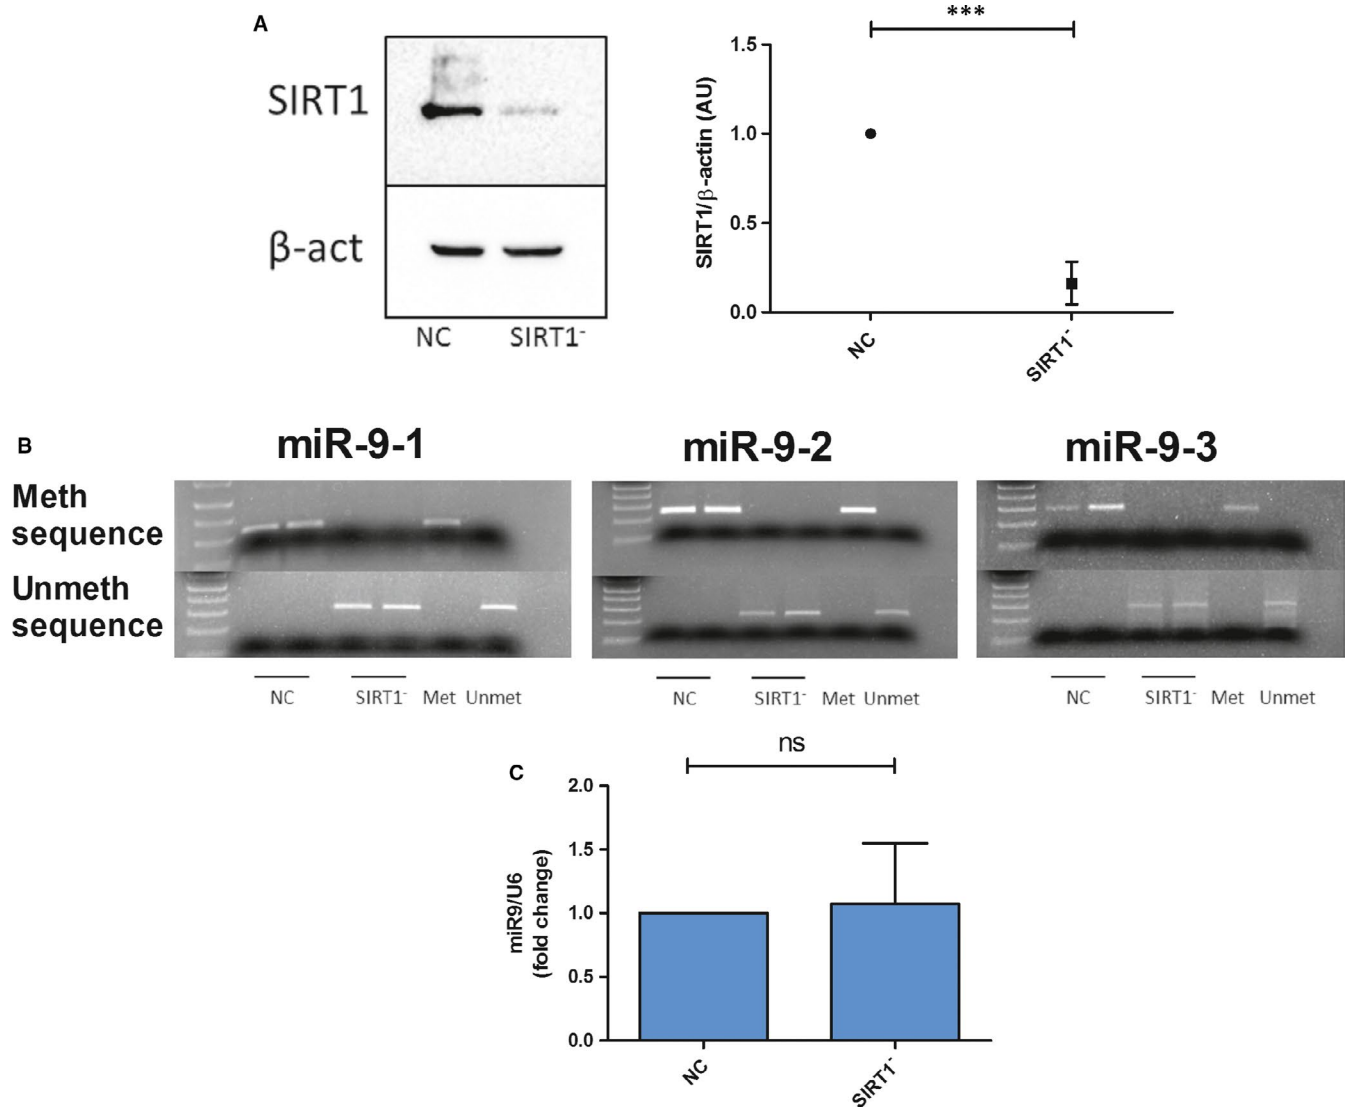 A
SIRT1
β-act
NC SIRT1⁻
***
1.5
1.0
0.5
0.0
SIRT1/β-actin (AU)
NC
SIRT1⁻
B
miR-9-1 miR-9-2 miR-9-3
Meth
sequence
Unmeth
sequence
NC SIRT1⁻ Met Unmet
NC SIRT1⁻ Met Unmet
NC SIRT1⁻ Met Unmet
C
ns
2.0
1.5
1.0
0.5
0.0
miR9/U6
(fold change)
NC
SIRT1⁻